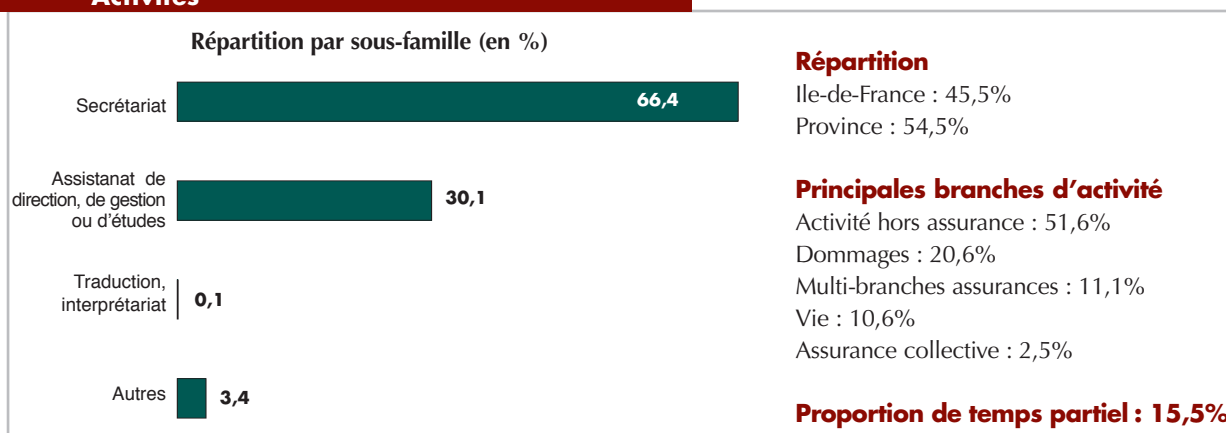 Activités
Répartition par sous-famille (en %)
Secrétariat
66,4
Assistanat de
direction, de gestion
ou d'études
30,1
Traduction,
interprétariat
0,1
Autres
3,4
Répartition
Ile-de-France : 45,5%
Province : 54,5%
Principales branches d’activité
Activité hors assurance : 51,6%
Dommages : 20,6%
Multi-branches assurances : 11,1%
Vie : 10,6%
Assurance collective : 2,5%
Proportion de temps partiel : 15,5%